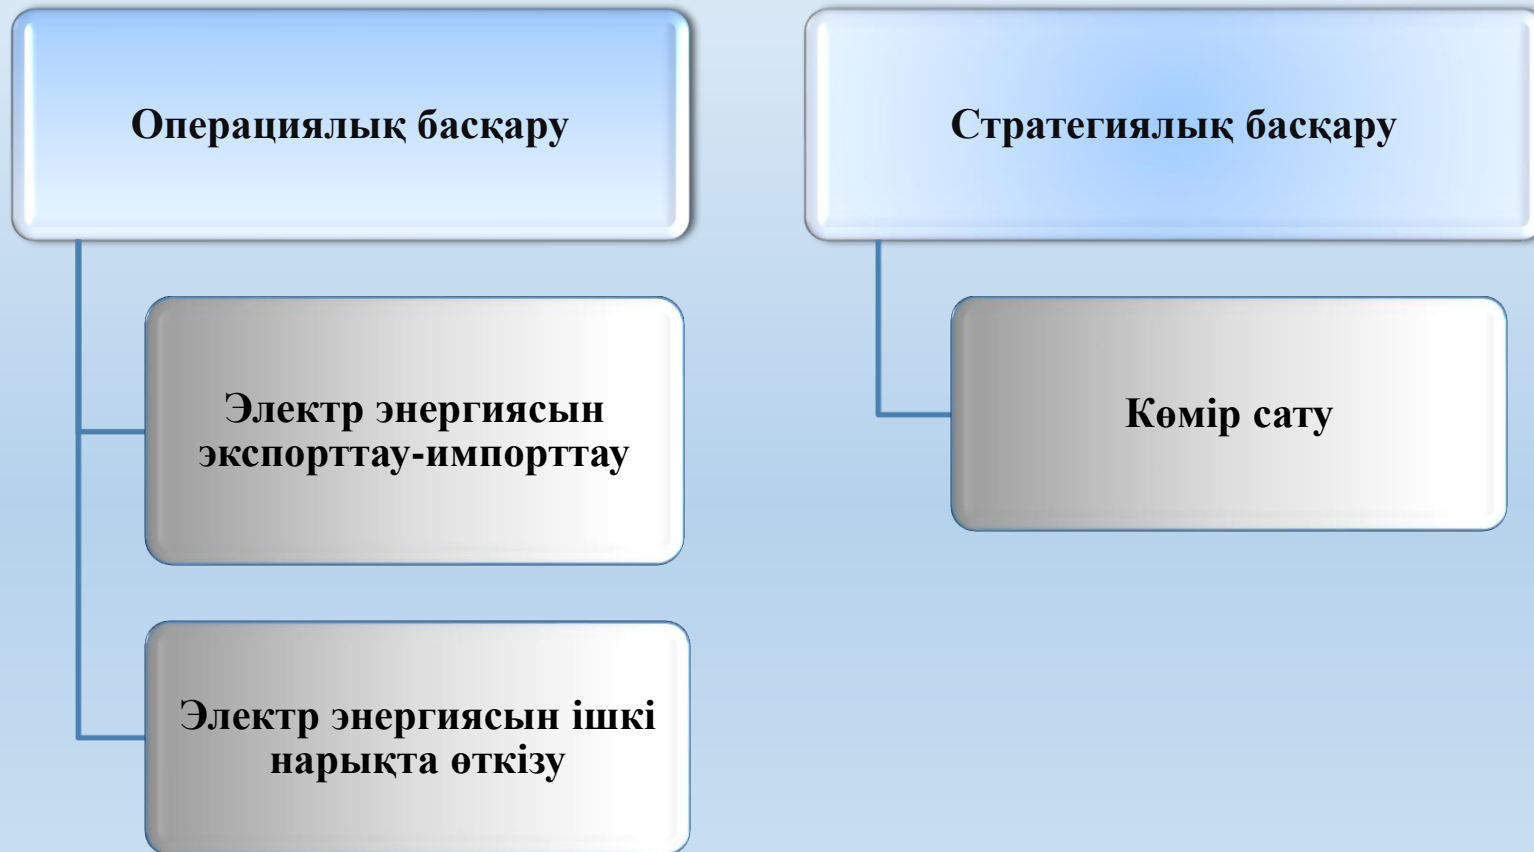 Операциялық басқару
Электр энергиясын
экспорттау-импорттау
Электр энергиясын ішкі
нарықта өткізу
Стратегиялық басқару
Көмір сату